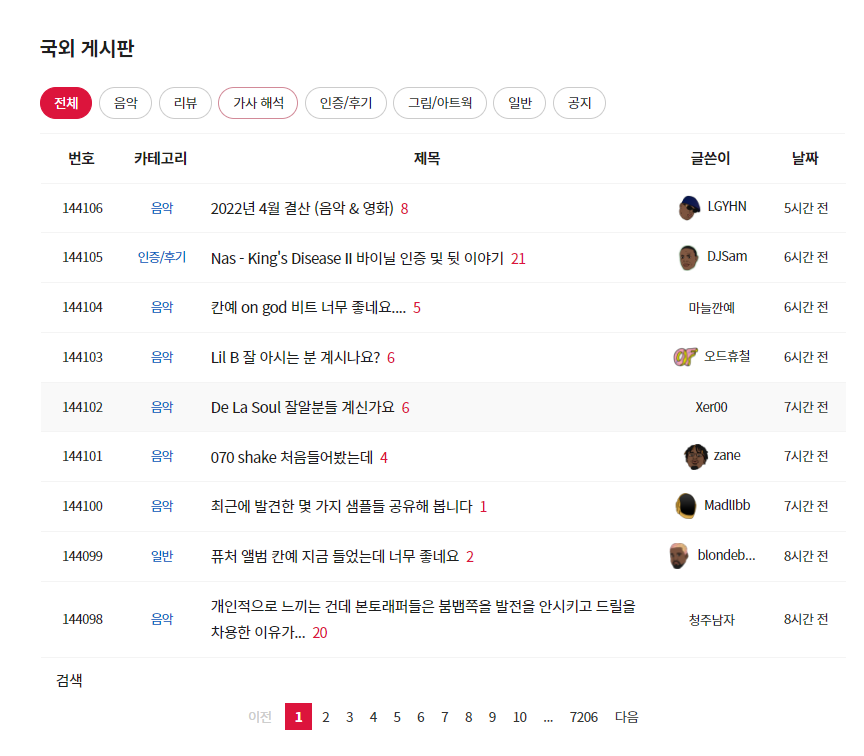 국외 게시판
전체 음악 리뷰 가사 해석 인증/후기 그림/아트웍 일반 공지
번호 카테고리 제목 글쓴이 날짜
144106 음악 2022년 4월 결산 (음악 & 영화) 8 LGYHN 5시간 전
144105 인증/후기 Nas - King's Disease II 바이닐 인증 및 뒷 이야기 21 DJSam 6시간 전
144104 음악 칸예 on god 비트 너무 좋네요.... 5 마늘깐예 6시간 전
144103 음악 Lil B 잘 아시는 분 계시나요? 6 오드휴철 6시간 전
144102 음악 De La Soul 잘알분들 계신가요 6 Xer00 7시간 전
144101 음악 070 shake 처음들어봤는데 4 zane 7시간 전
144100 음악 최근에 발견한 몇 가지 샘플들 공유해 봅니다 1 MadIIbb 7시간 전
144099 일반 퓨처 앨범 칸예 지금 들었는데 너무 좋네요 2 blondeb... 8시간 전
144098 음악 개인적으로 느끼는 건데 본토래퍼들은 붐뱁쪽을 발전을 안시키고 드릴을 청주남자 8시간 전
차용한 이유가... 20
검색
이전 1 2 3 4 5 6 7 8 9 10 ... 7206 다음